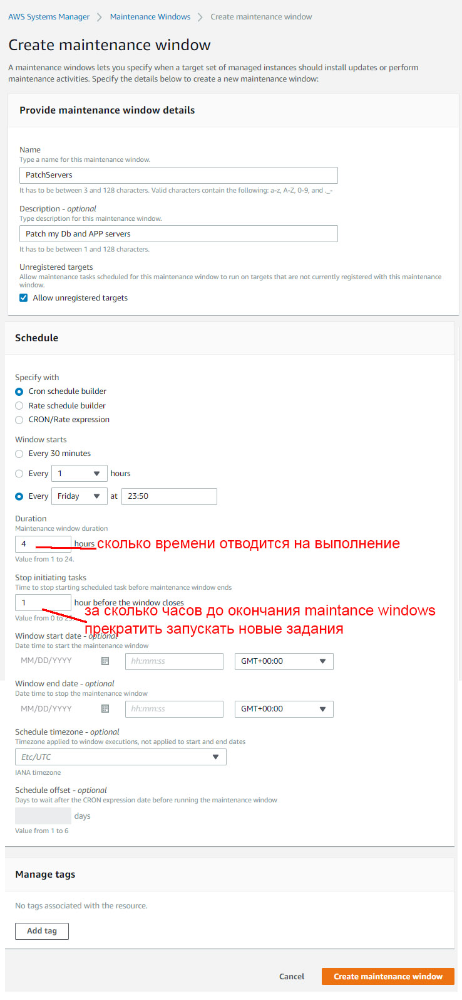 AWS Systems Manager > Maintenance Windows > Create maintenance window
Create maintenance window
A maintenance windows lets you specify when a target set of managed instances should install updates or perform
maintenance activities. Specify the details below to create a new maintenance window:
Provide maintenance window details
Name
Type a name for this maintenance window.
PatchServers
It has to be between 3 and 128 characters. Valid characters contain the following: a-z, A-Z, 0-9, and ._-
Description - optional
Type description for this maintenance window.
Patch my Db and APP servers
It has to be between 1 and 128 characters.
Unregistered targets
Allow maintenance tasks scheduled for this maintenance window to run on targets that are not currently registered with this maintenance
window.
Allow unregistered targets
Schedule
Specify with
Cron schedule builder
Rate schedule builder
CRON/Rate expression
Window starts
Every 30 minutes
Every 1 hours
Every Friday at 23:50
Duration
Maintenance window duration
4 hours сколько времени отводится на выполнение
Value from 1 to 24.
Stop initiating tasks
Time to stop starting scheduled task before maintenance window ends
1 hour before the window closes
за сколько часов до окончания maintance windows
Value from 0 to 23.
прекратить запускать новые задания
Window start date - optional
Date time to start the maintenance window
MM/DD/YYYY hh:mm:ss GMT+00:00
Window end date - optional
Date time to stop the maintenance window
MM/DD/YYYY hh:mm:ss GMT+00:00
Schedule timezone - optional
Timezone applied to window executions, not applied to start and end dates
Etc/UTC
IANA timezone
Schedule offset - optional
Days to wait after the CRON expression date before running the maintenance window
days
Value from 1 to 6
Manage tags
No tags associated with the resource.
Add tag
Cancel Create maintenance window